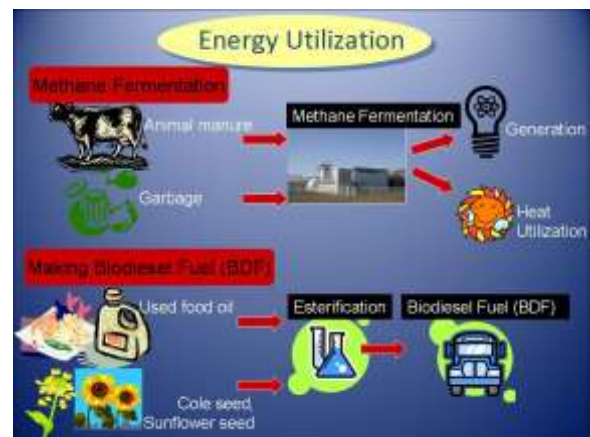 Energy Utilization
Methane Fermentation
Animal manure
Methane Fermentation
Generation
Garbage
Heat
Utilization
Making Biodiesel Fuel (BDF)
Used food oil
Esterification
Biodiesel Fuel (BDF)
Cole seed,
Sunflower seed